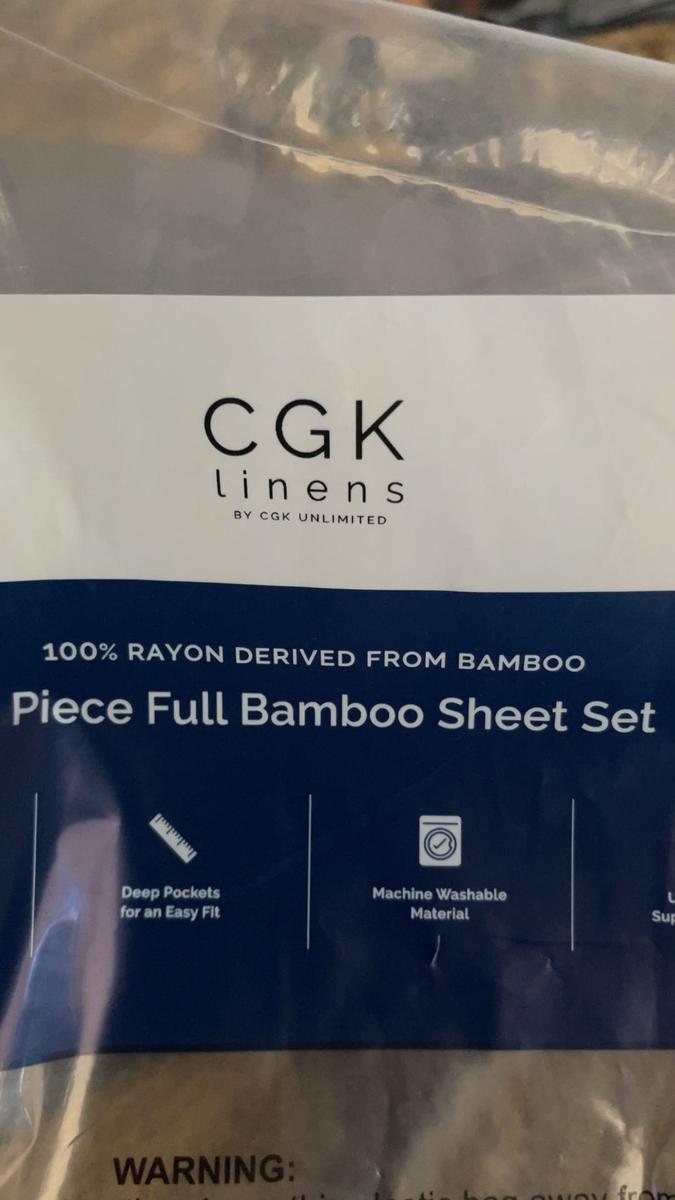 CGK
linens
BY CGK UNLIMITED
100% RAYON DERIVED FROM BAMBOO
Piece Full Bamboo Sheet Set
Deep Pockets
for an Easy Fit
Machine Washable
Material
WARNING: